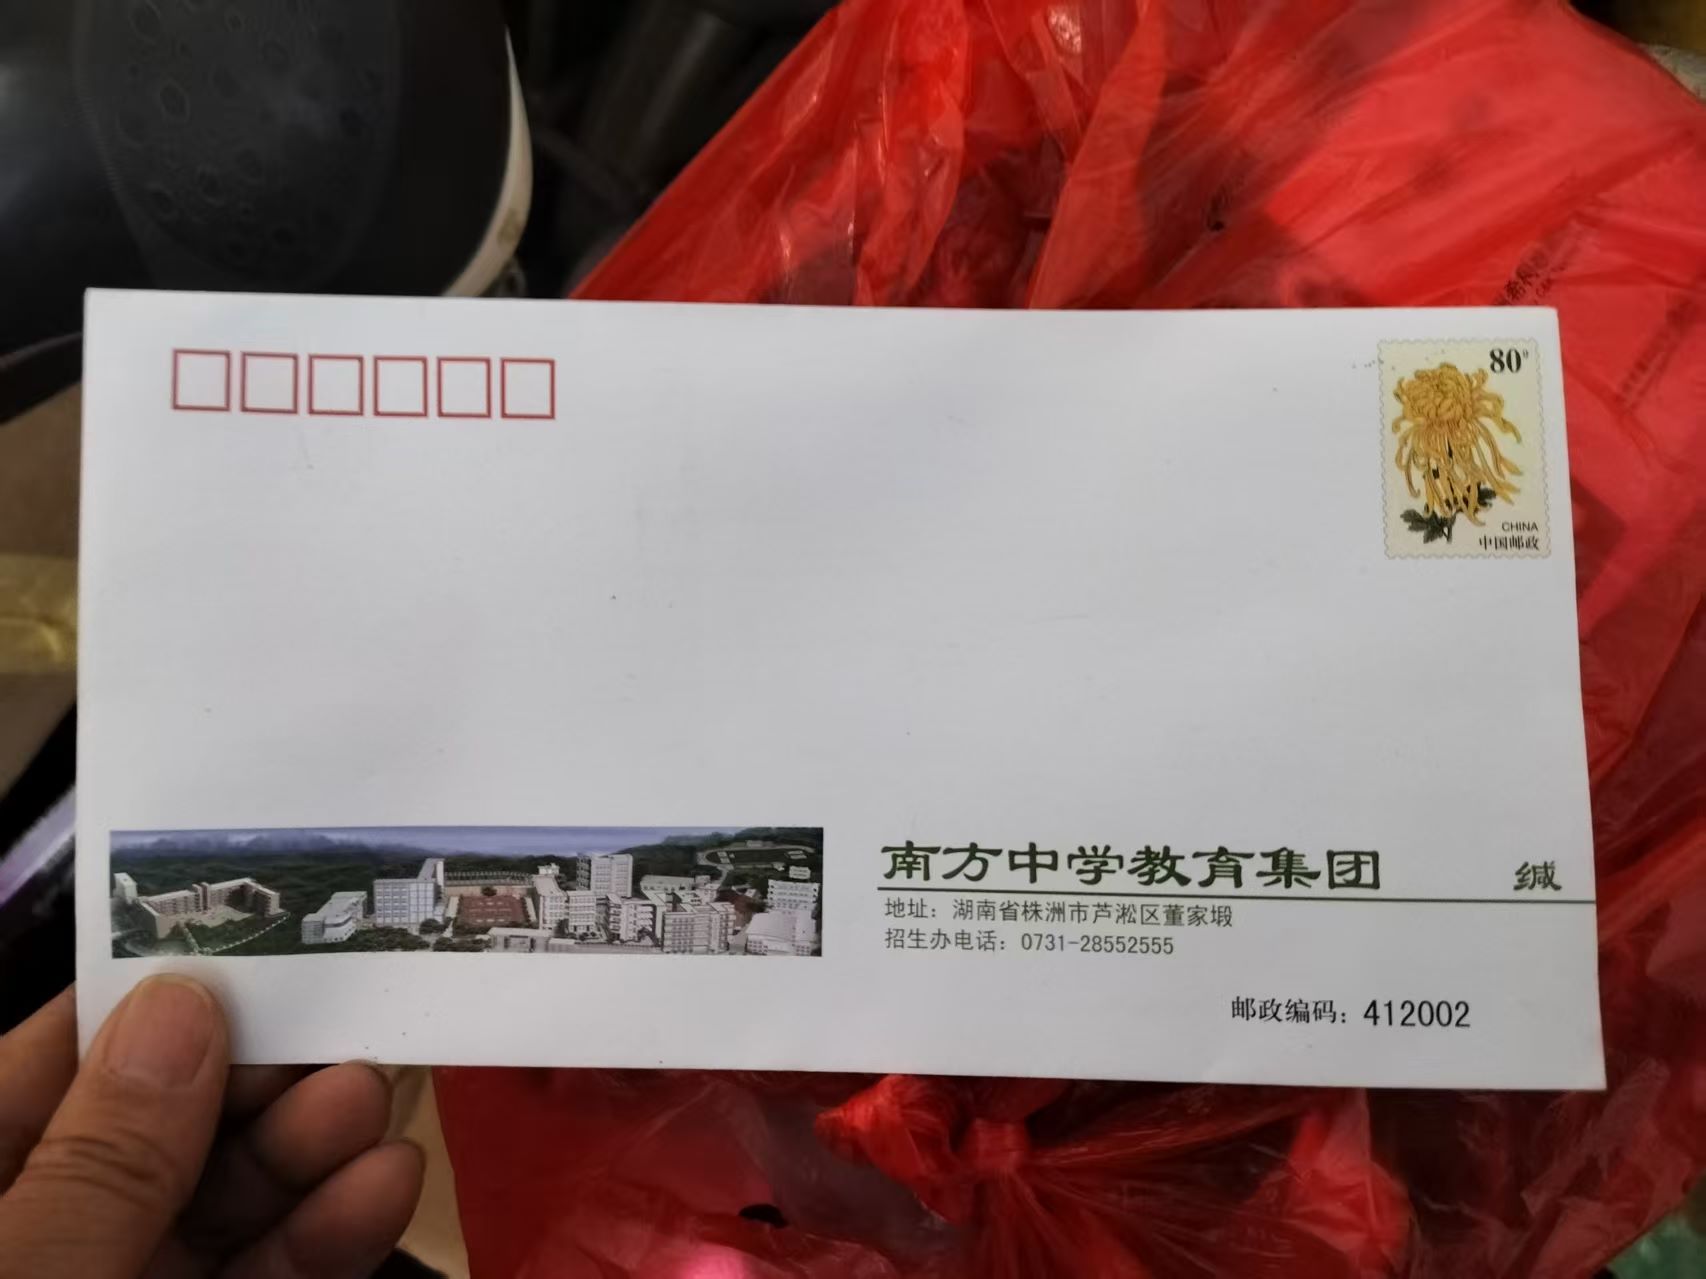 80分
CHINA
中国邮政
南方中学教育集团 缄
地址：湖南省株洲市芦淞区董家塅
招生办电话：0731-28552555
邮政编码：412002